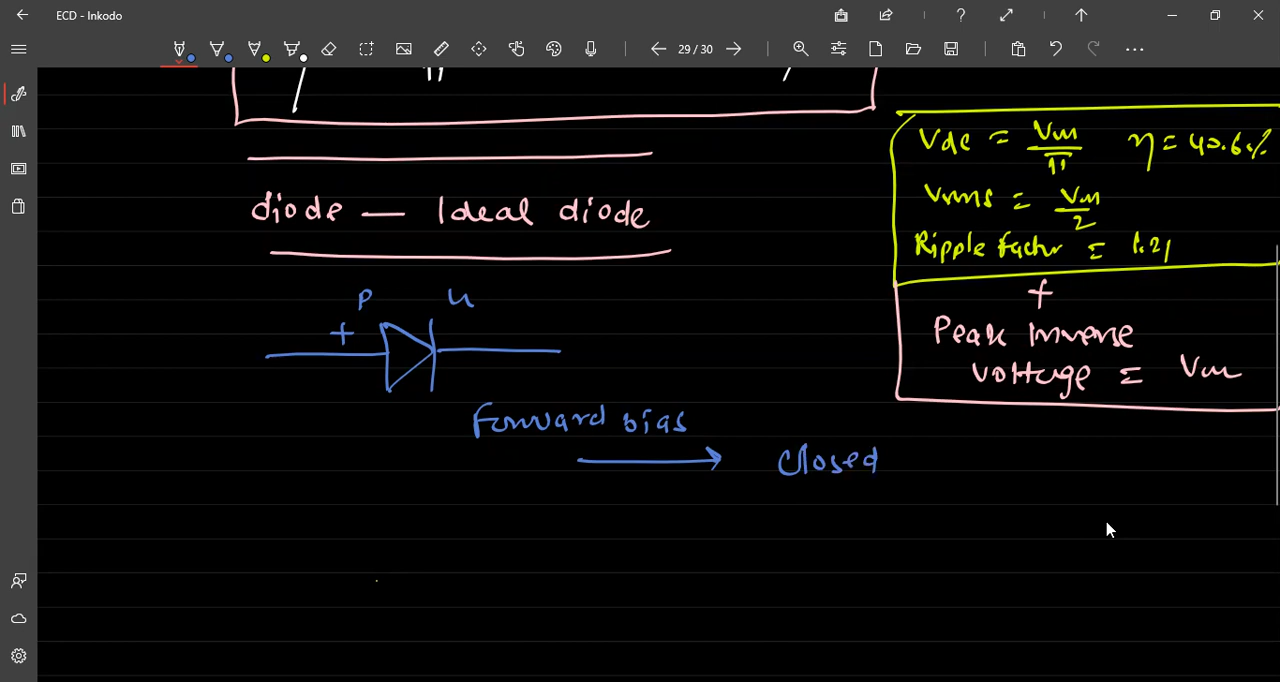 ECD - Inkodo
29 / 30
Vdc = Vm/π η = 40.6%
Vrms = Vm/2
Ripple factor = 1.21
+
Peak Inverse
Voltage = Vm
diode — Ideal diode
P N
+
Forward bias
→ Closed